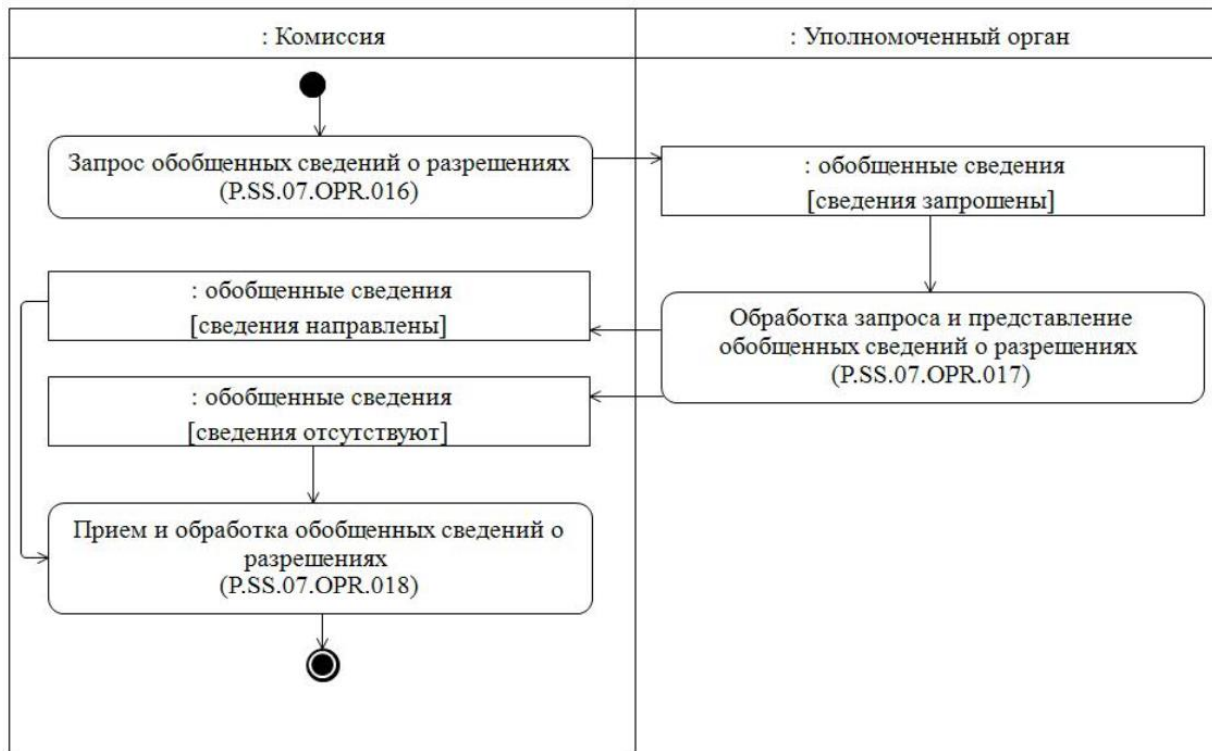 : Комиссия
: Уполномоченный орган
Запрос обобщенных сведений о разрешениях
(P.SS.07.OPR.016)
: обобщенные сведения
[сведения запрошены]
: обобщенные сведения
[сведения направлены]
Обработка запроса и представление
обобщенных сведений о разрешениях
(P.SS.07.OPR.017)
: обобщенные сведения
[сведения отсутствуют]
Прием и обработка обобщенных сведений о
разрешениях
(P.SS.07.OPR.018)